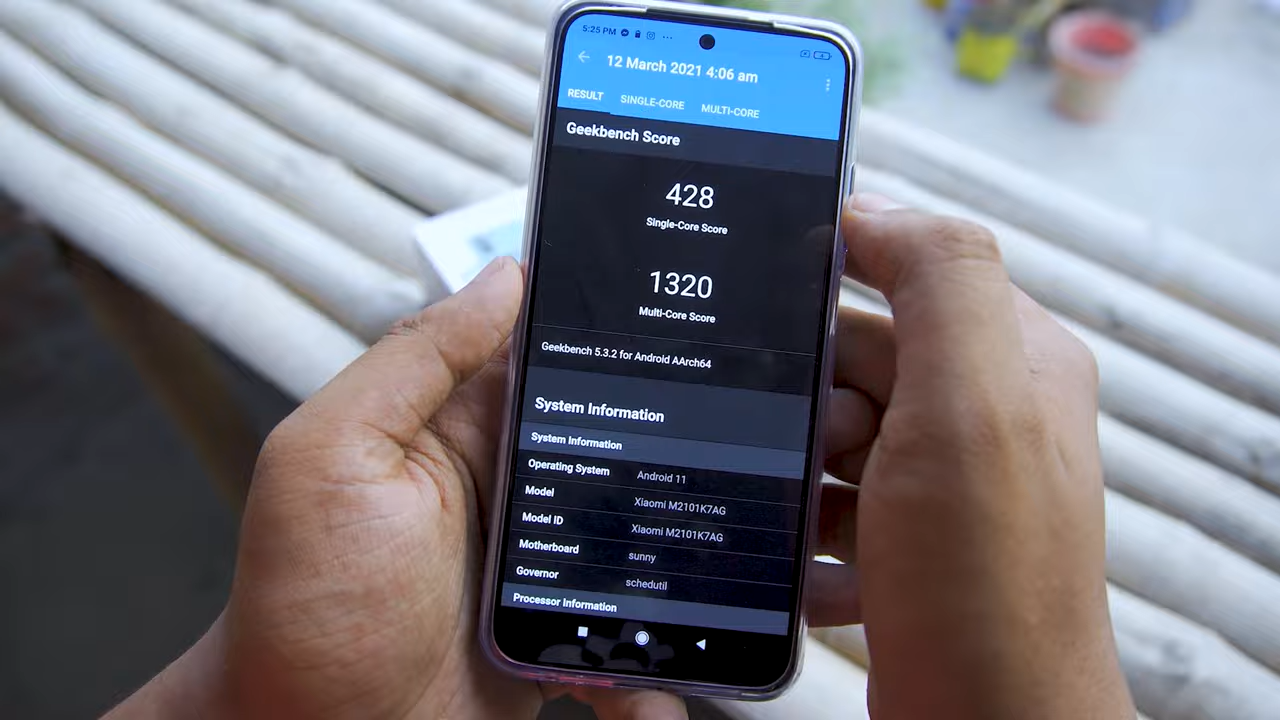 5:25 PM
12 March 2021 4:06 am
RESULT SINGLE-CORE MULTI-CORE
Geekbench Score
428
Single-Core Score
1320
Multi-Core Score
Geekbench 5.3.2 for Android AArch64
System Information
System Information
Operating System Android 11
Model Xiaomi M2101K7AG
Model ID Xiaomi M2101K7AG
Motherboard sunny
Governor schedutil
Processor Information